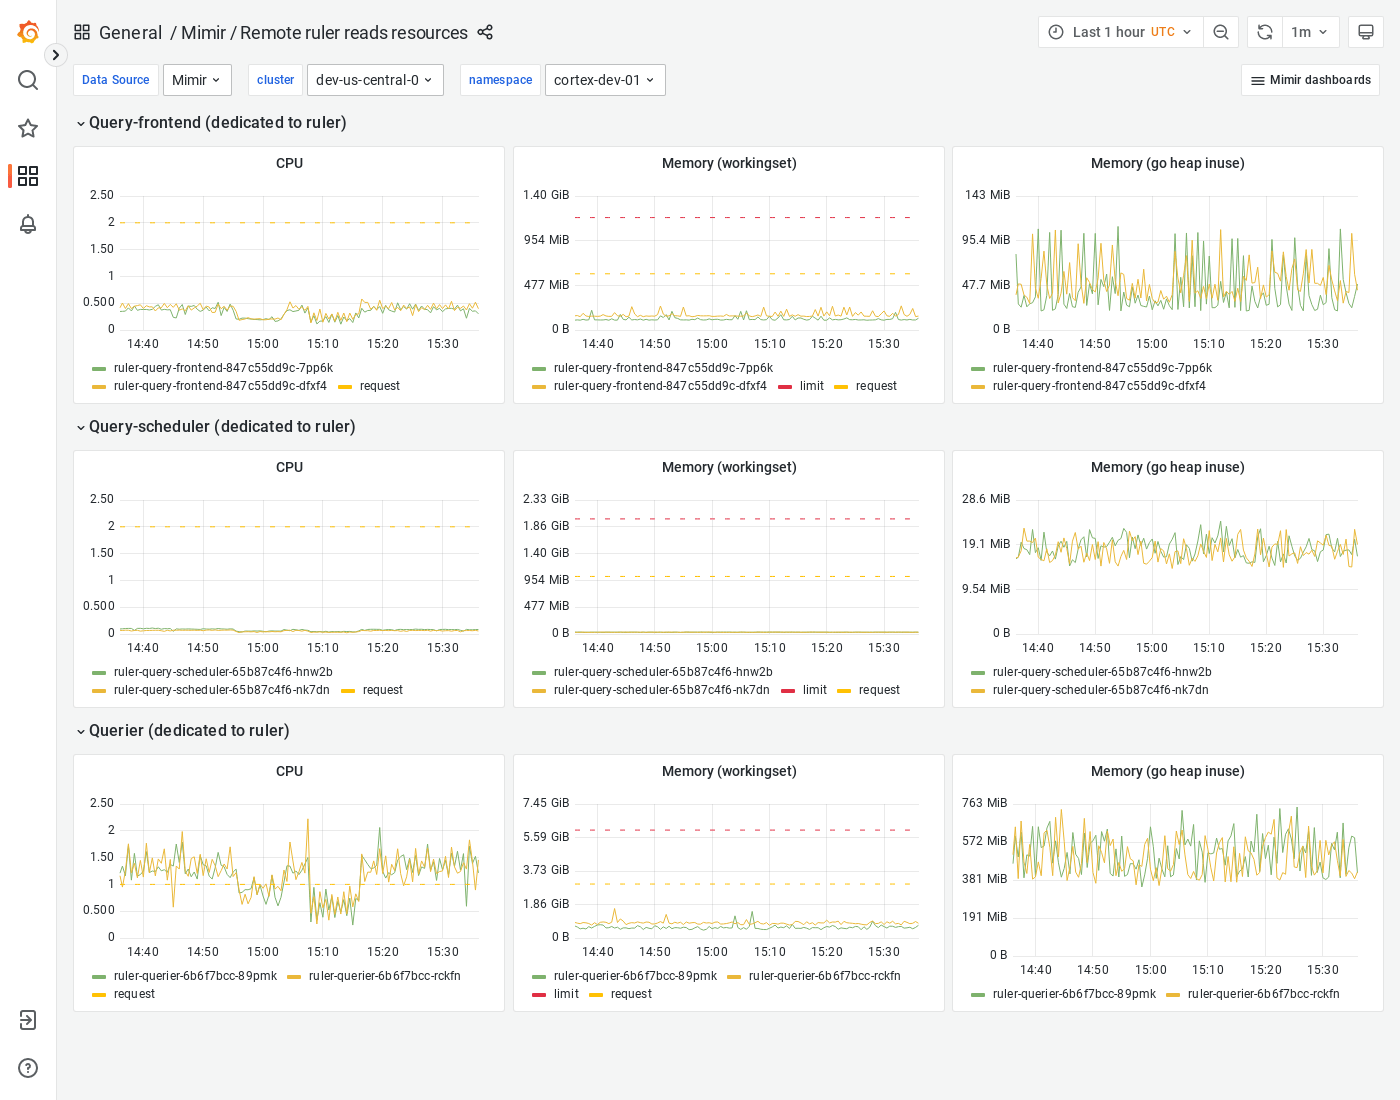 General / Mimir / Remote ruler reads resources
Last 1 hour UTC
1m
Data Source Mimir cluster dev-us-central-0 namespace cortex-dev-01
Mimir dashboards
Query-frontend (dedicated to ruler)
CPU
2.50
2
1.50
1
0.500
0
14:40 14:50 15:00 15:10 15:20 15:30
ruler-query-frontend-847c55dd9c-7pp6k
ruler-query-frontend-847c55dd9c-dfxf4 request
Memory (workingset)
1.40 GiB
954 MiB
477 MiB
0 B
14:40 14:50 15:00 15:10 15:20 15:30
ruler-query-frontend-847c55dd9c-7pp6k
ruler-query-frontend-847c55dd9c-dfxf4 limit request
Memory (go heap inuse)
143 MiB
95.4 MiB
47.7 MiB
0 B
14:40 14:50 15:00 15:10 15:20 15:30
ruler-query-frontend-847c55dd9c-7pp6k
ruler-query-frontend-847c55dd9c-dfxf4
Query-scheduler (dedicated to ruler)
CPU
2.50
2
1.50
1
0.500
0
14:40 14:50 15:00 15:10 15:20 15:30
ruler-query-scheduler-65b87c4f6-hnw2b
ruler-query-scheduler-65b87c4f6-nk7dn request
Memory (workingset)
2.33 GiB
1.86 GiB
1.40 GiB
954 MiB
477 MiB
0 B
14:40 14:50 15:00 15:10 15:20 15:30
ruler-query-scheduler-65b87c4f6-hnw2b
ruler-query-scheduler-65b87c4f6-nk7dn limit request
Memory (go heap inuse)
28.6 MiB
19.1 MiB
9.54 MiB
0 B
14:40 14:50 15:00 15:10 15:20 15:30
ruler-query-scheduler-65b87c4f6-hnw2b
ruler-query-scheduler-65b87c4f6-nk7dn
Querier (dedicated to ruler)
CPU
2.50
2
1.50
1
0.500
0
14:40 14:50 15:00 15:10 15:20 15:30
ruler-querier-6b6f7bcc-89pmk ruler-querier-6b6f7bcc-rckfn
request
Memory (workingset)
7.45 GiB
5.59 GiB
3.73 GiB
1.86 GiB
0 B
14:40 14:50 15:00 15:10 15:20 15:30
ruler-querier-6b6f7bcc-89pmk ruler-querier-6b6f7bcc-rckfn
limit request
Memory (go heap inuse)
763 MiB
572 MiB
381 MiB
191 MiB
0 B
14:40 14:50 15:00 15:10 15:20 15:30
ruler-querier-6b6f7bcc-89pmk ruler-querier-6b6f7bcc-rckfn